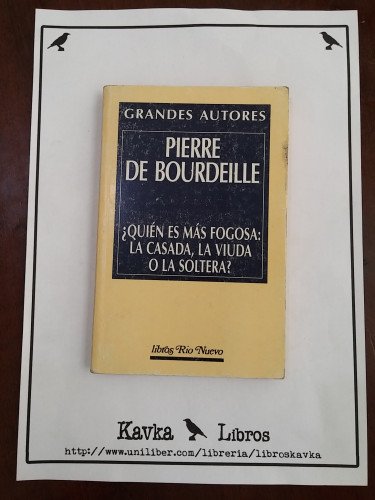 GRANDES AUTORES
PIERRE
DE BOURDEILLE
¿QUIÉN ES MÁS FOGOSA:
LA CASADA, LA VIUDA
O LA SOLTERA?
libros Río Nuevo
Kavka Libros
http://www.uniliber.com/libreria/libroskavka